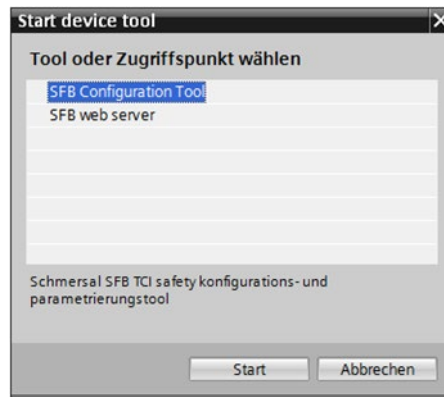 Start device tool
Tool oder Zugriffspunkt wählen
SFB Configuration Tool
SFB web server
Schmersal SFB TCI safety konfigurations- und
parametrierungstool
Start Abbrechen